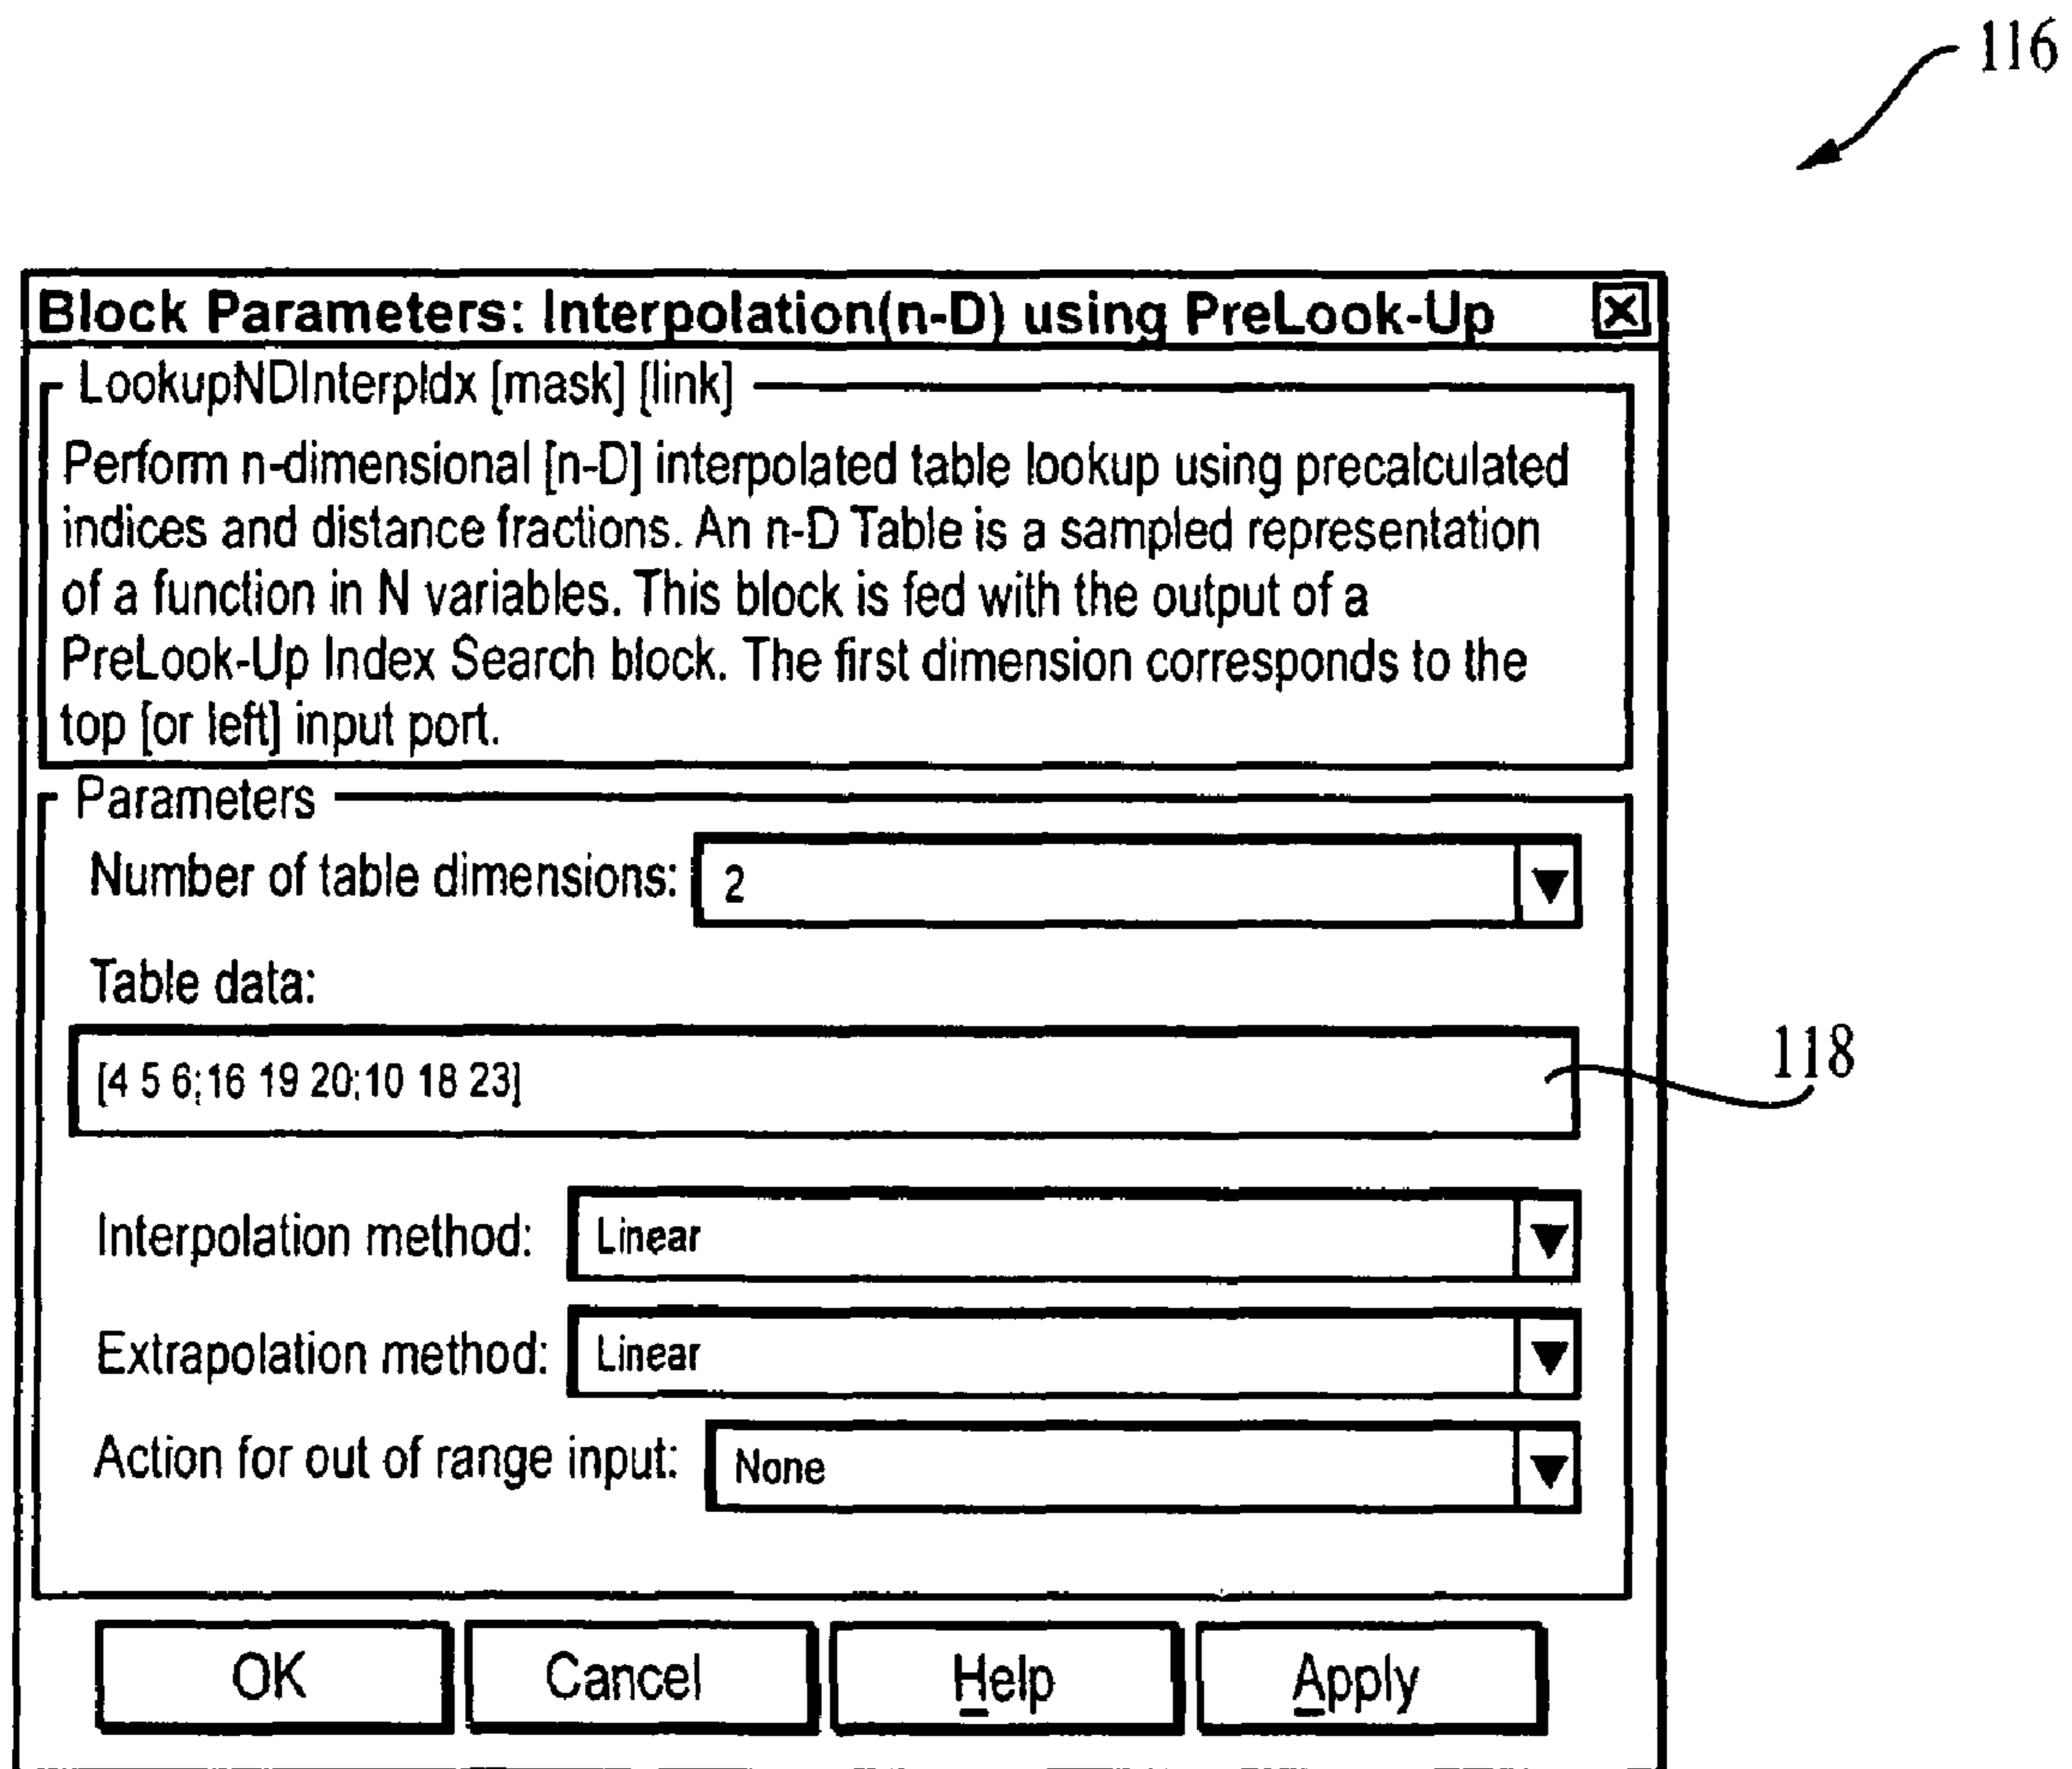 116
Block Parameters: Interpolation(n-D) using PreLook-Up
LookupNDInterpIdx [mask] [link]
Perform n-dimensional [n-D] interpolated table lookup using precalculated
indices and distance fractions. An n-D Table is a sampled representation
of a function in N variables. This block is fed with the output of a
PreLook-Up Index Search block. The first dimension corresponds to the
top [or left] input port.
Parameters
Number of table dimensions: 2
Table data:
[4 5 6;16 19 20;10 18 23]
118
Interpolation method: Linear
Extrapolation method: Linear
Action for out of range input: None
OK Cancel Help Apply